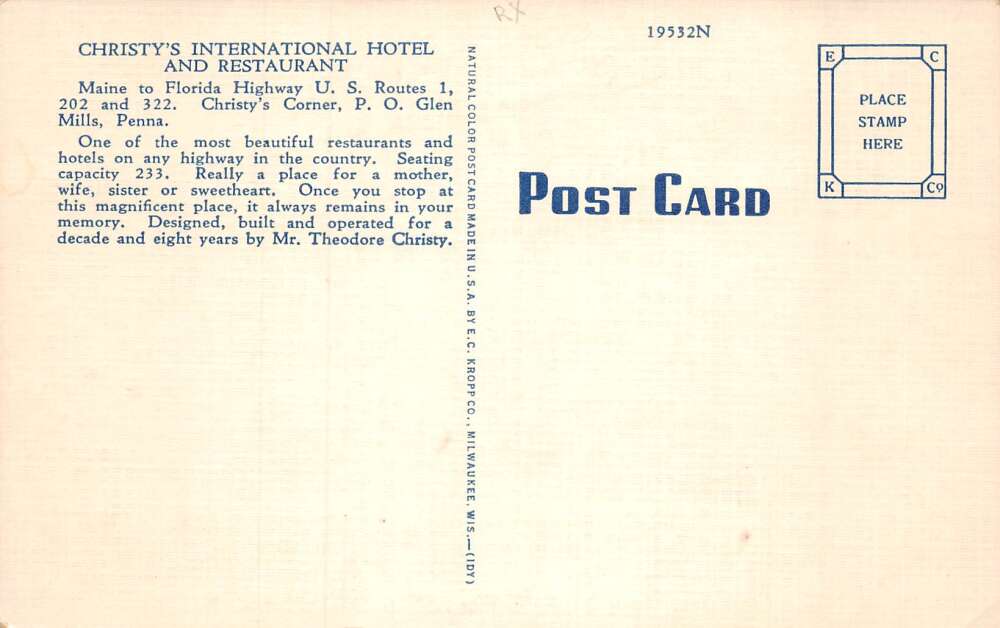 CHRISTY'S INTERNATIONAL HOTEL
AND RESTAURANT
Maine to Florida Highway U. S. Routes 1,
202 and 322. Christy's Corner, P. O. Glen
Mills, Penna.
One of the most beautiful restaurants and
hotels on any highway in the country. Seating
capacity 233. Really a place for a mother,
wife, sister or sweetheart. Once you stop at
this magnificent place, it always remains in your
memory. Designed, built and operated for a
decade and eight years by Mr. Theodore Christy.
NATURAL COLOR POST CARD MADE IN U.S.A. BY E.C. KROPP CO., MILWAUKEE, WIS.—(IDY)
RX
19532N
POST CARD
E C
PLACE
STAMP
HERE
K Co